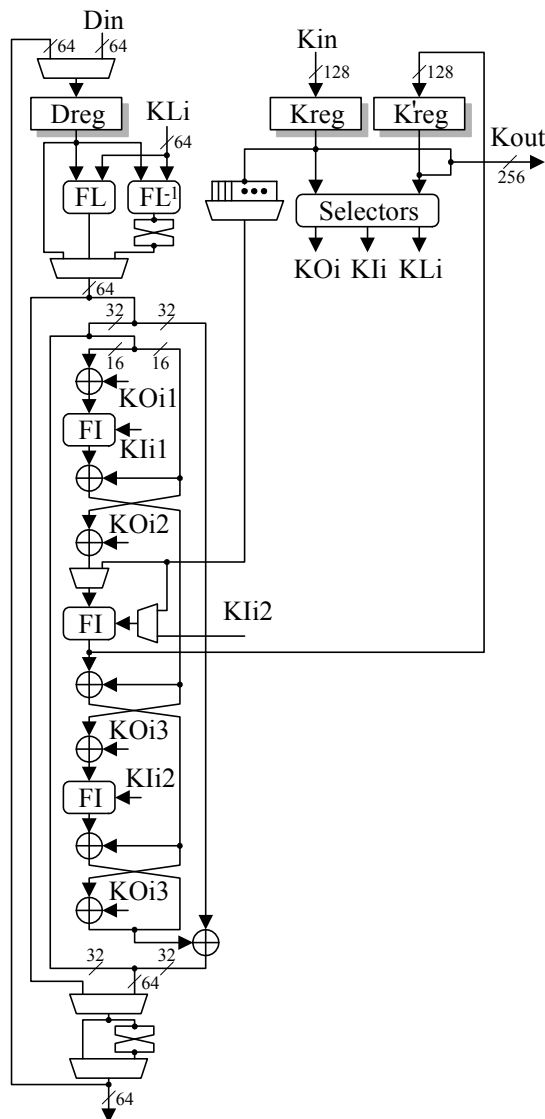 Din
64
64
Dreg
KLi
64
FL
FL-1
64
32
32
16
16
KOi1
FI
KIi1
KOi2
FI
KIi2
KOi3
FI
KIi2
KOi3
32
32
64
64
Kin
128
128
Kreg
K'reg
Kout
256
Selectors
KOi KIi KLi